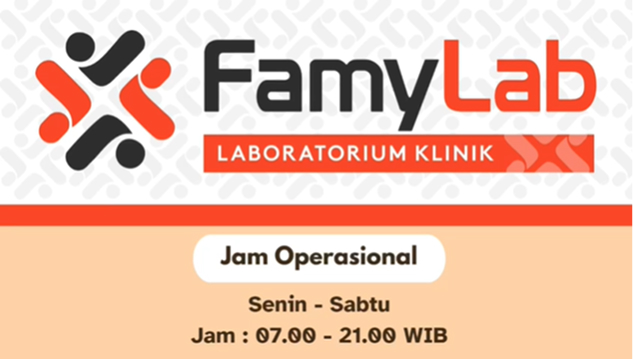 FamyLab
LABORATORIUM KLINIK
Jam Operasional
Senin - Sabtu
Jam : 07.00 - 21.00 WIB